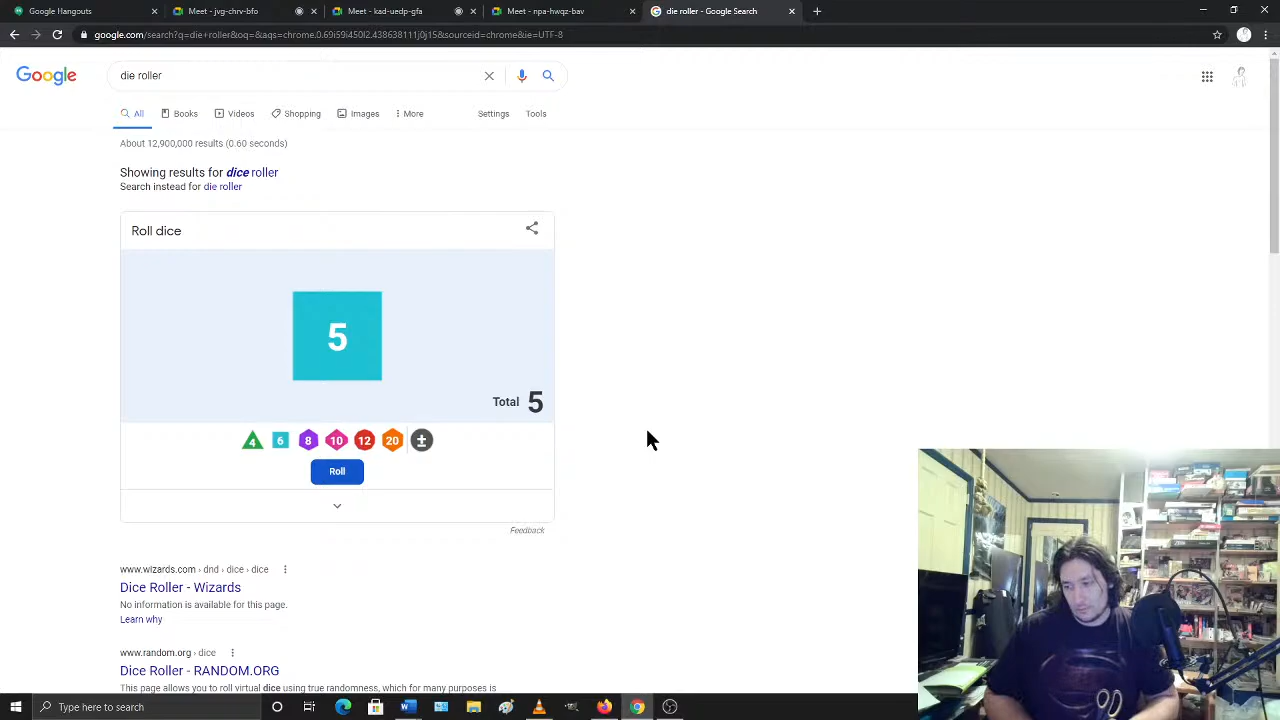 Google Hangouts
Meet - jvg-chrv-bfo
Meet - kad-uedp-gfa
Meet - npa-hwqz-bav
die roller - Google Search
google.com/search?q=die+roller&oq=&aqs=chrome.0.69i59i450l2.438638111j0j15&sourceid=chrome&ie=UTF-8
Google
die roller
All
Books
Videos
Shopping
Images
More
Settings
Tools
About 12,900,000 results (0.60 seconds)
Showing results for dice roller
Search instead for die roller
Roll dice
5
Total 5
4 6 8 10 12 20 ±
Roll
Feedback
www.wizards.com › dnd › dice › dice
Dice Roller - Wizards
No information is available for this page.
Learn why
www.random.org › dice
Dice Roller - RANDOM.ORG
This page allows you to roll virtual dice using true randomness, which for many purposes is
Type here to search